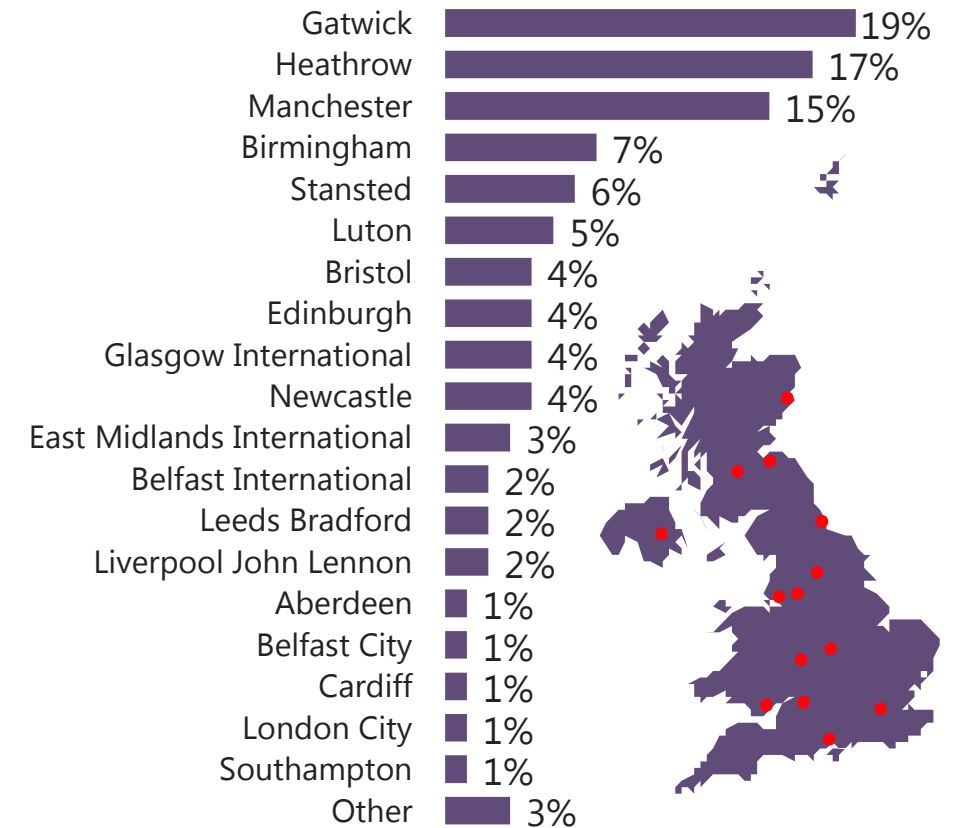 Gatwick 19%
Heathrow 17%
Manchester 15%
Birmingham 7%
Stansted 6%
Luton 5%
Bristol 4%
Edinburgh 4%
Glasgow International 4%
Newcastle 4%
East Midlands International 3%
Belfast International 2%
Leeds Bradford 2%
Liverpool John Lennon 2%
Aberdeen 1%
Belfast City 1%
Cardiff 1%
London City 1%
Southampton 1%
Other 3%